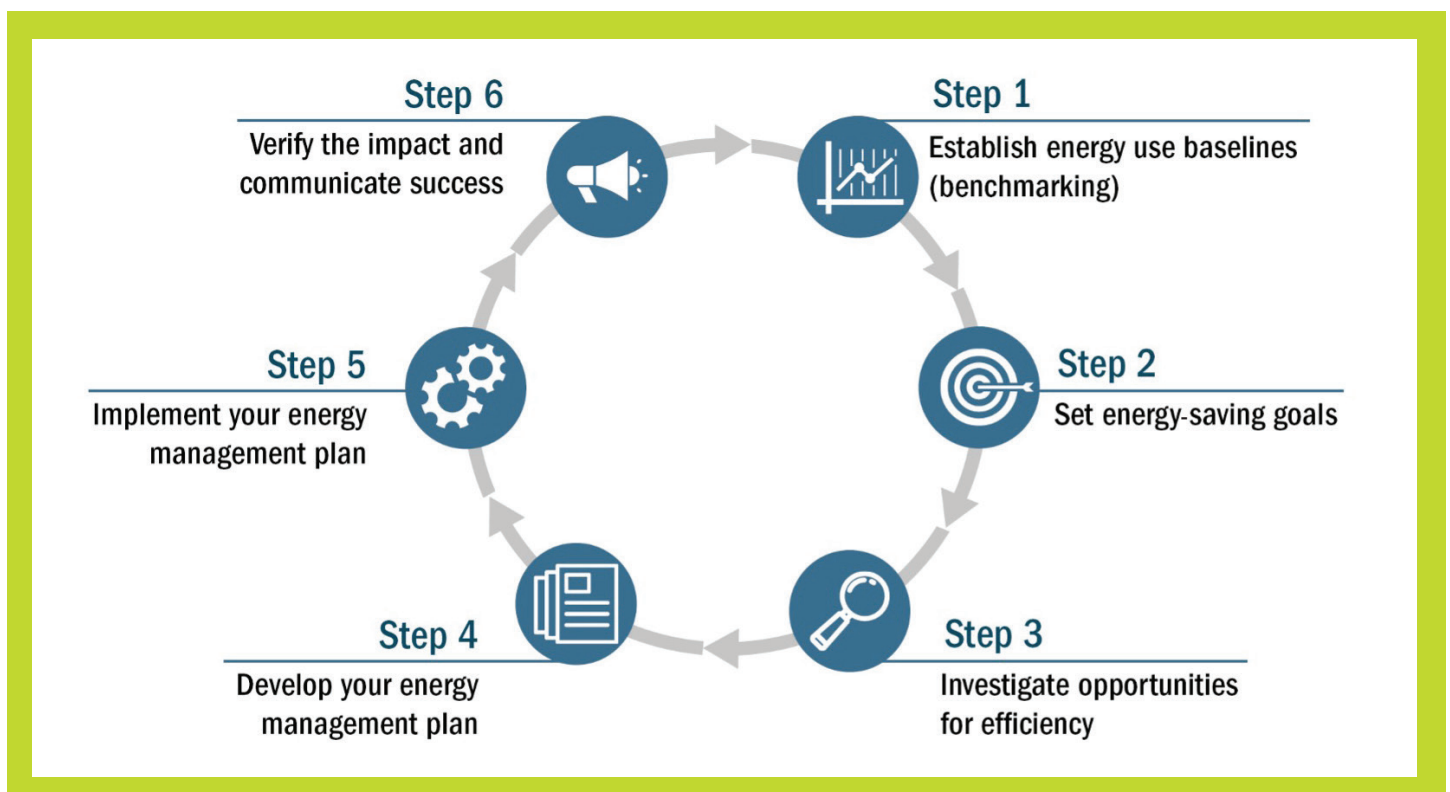 Step 1
Establish energy use baselines
(benchmarking)
Step 2
Set energy-saving goals
Step 3
Investigate opportunities
for efficiency
Step 4
Develop your energy
management plan
Step 5
Implement your energy
management plan
Step 6
Verify the impact and
communicate success